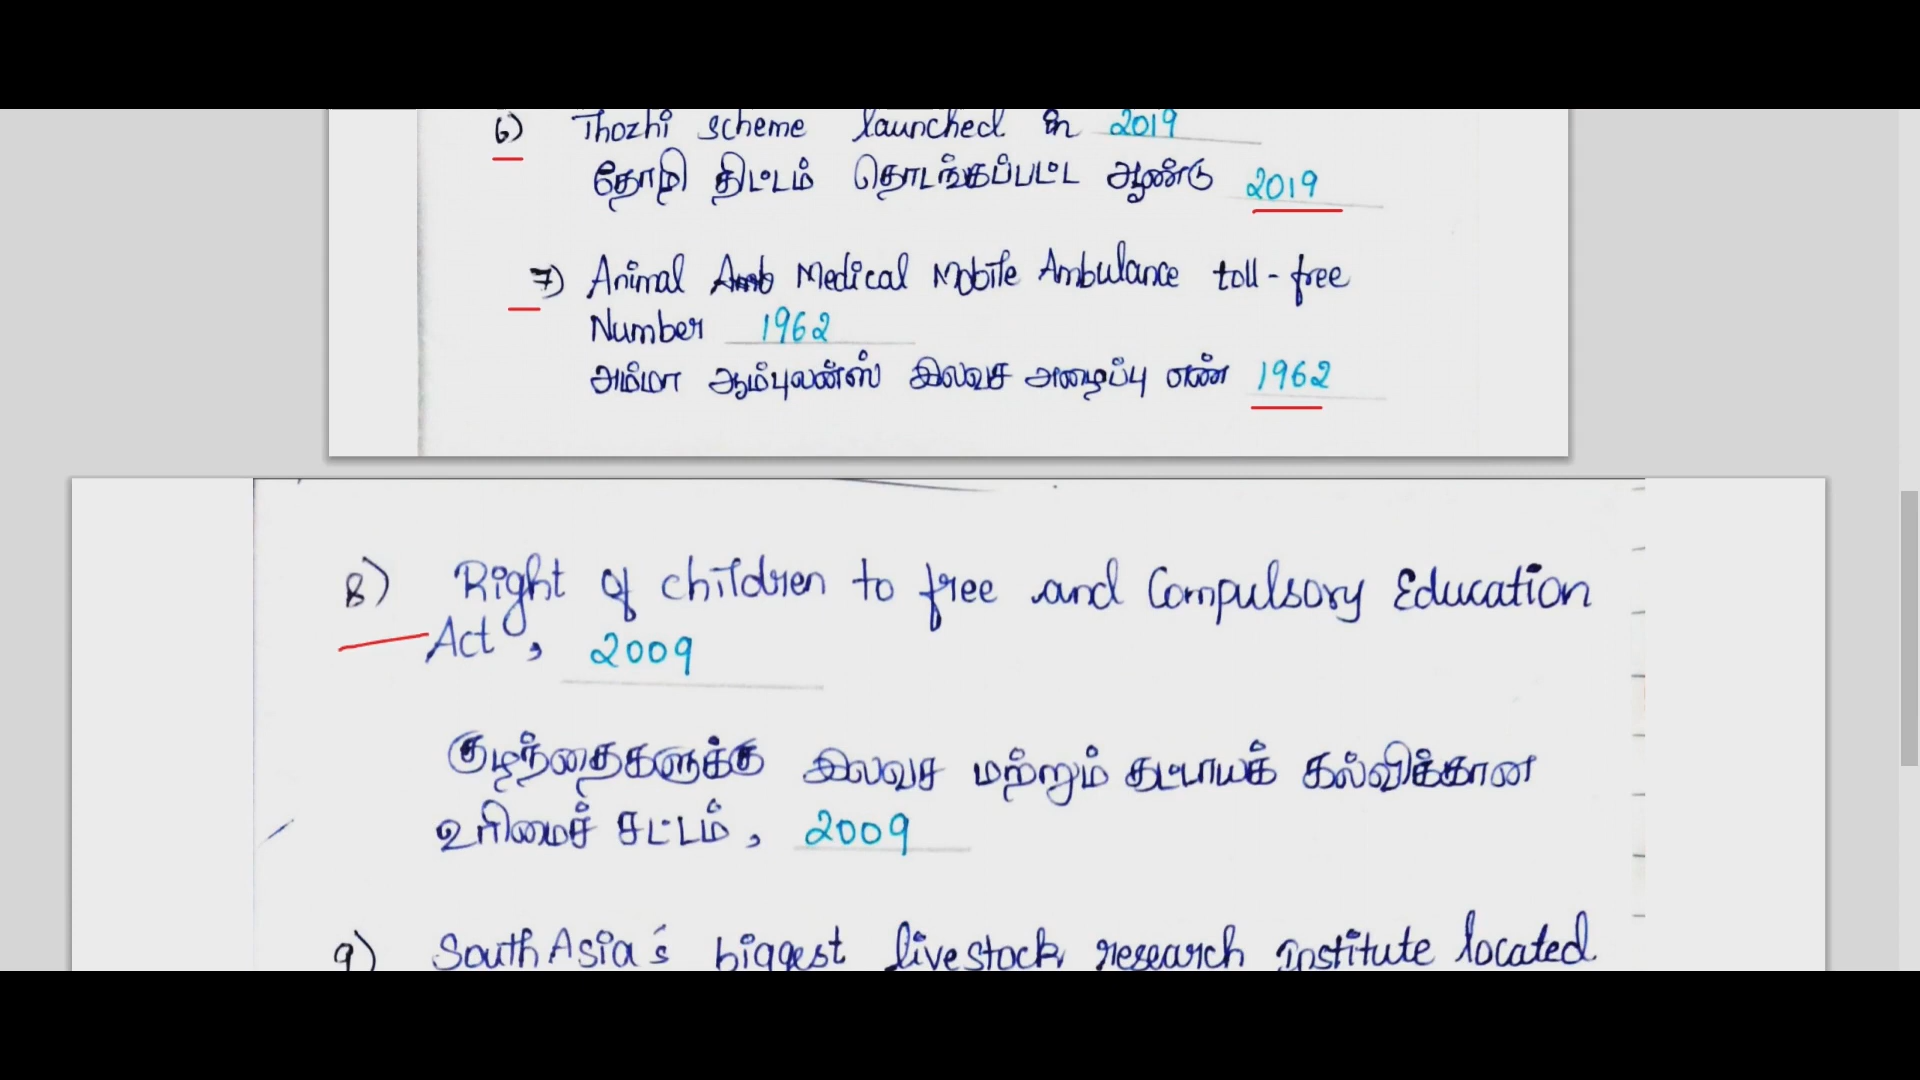 6) Thozhi scheme launched in 2019
தோழி திட்டம் தொடங்கப்பட்ட ஆண்டு 2019
7) Animal Medical Mobile Ambulance toll-free
Number 1962
அம்மா ஆம்புலன்ஸ் இலவச அழைப்பு எண் 1962
8) Right of children to free and Compulsory Education
Act, 2009
குழந்தைகளுக்கு இலவச மற்றும் கட்டாயக் கல்விக்கான
உரிமைச் சட்டம், 2009
9) South Asia's biggest livestock research institute located